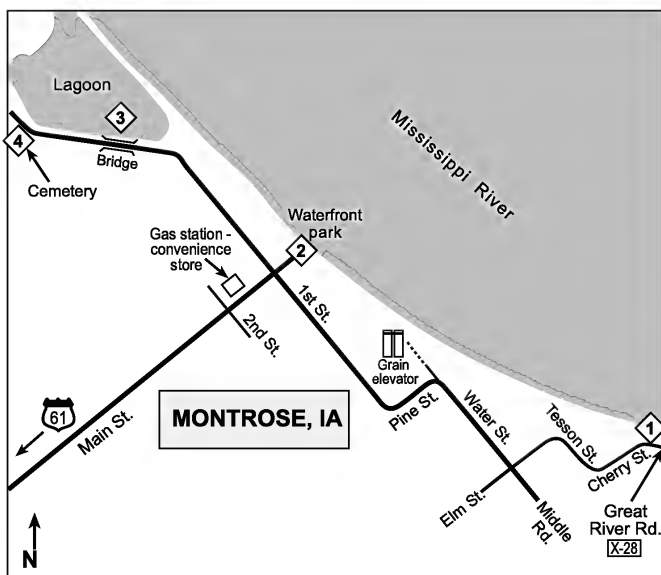 Lagoon
3
4
Bridge
Cemetery
Mississippi River
Waterfront
park
2
Gas station -
convenience
store
2nd St.
1st St.
Grain
elevator
61
Main St.
MONTROSE, IA
Pine St.
Water St.
Tesson St.
1
Cherry St.
Elm St.
Middle
Rd.
Great
River Rd.
X-28
N